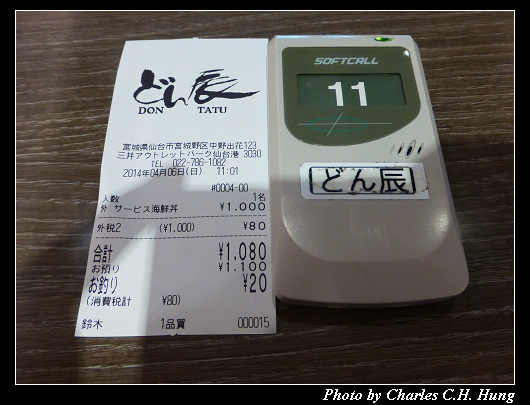 どん辰
DON TATU
宮城県仙台市宮城野区中野出花123
三井アウトレットパーク仙台港 3030
TEL 022-786-1082
2014年04月06日(日) 11:01
#0004-00
人数 1名
外 サービス海鮮丼 ¥1,000
外税2 (¥1,000) ¥80
合計 ¥1,080
お預り ¥1,100
お釣り ¥20
(消費税計 ¥80)
鈴木 1品買 000015
SOFTCALL
11
どん辰
Photo by Charles C.H. Hung